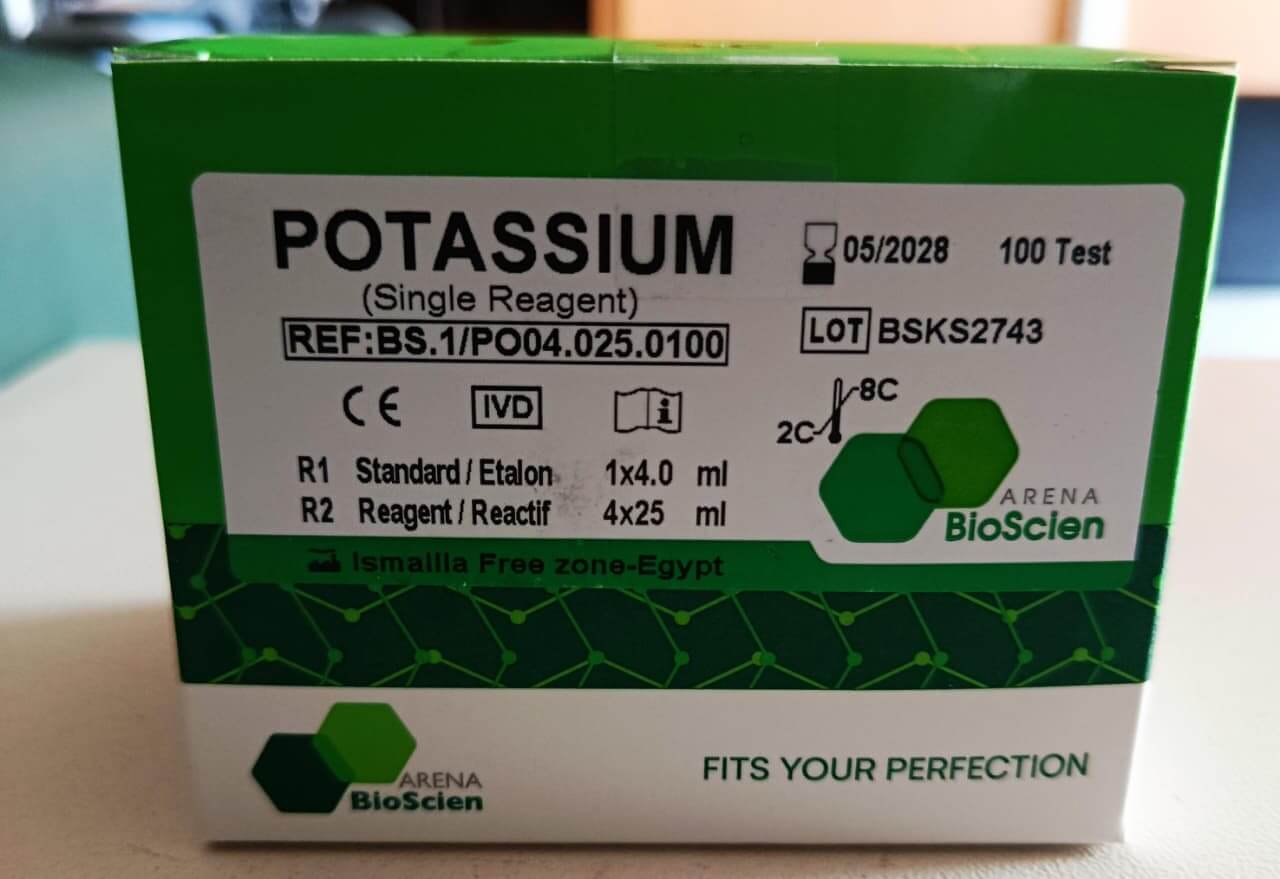 POTASSIUM
(Single Reagent)
REF:BS.1/PO04.025.0100
05/2028 100 Test
LOT BSKS2743
CE IVD i
8C
2C
R1 Standard / Etalon 1x4.0 ml
R2 Reagent / Reactif 4x25 ml
ARENA
BioScien
Ismailia Free zone-Egypt
ARENA
BioScien
FITS YOUR PERFECTION